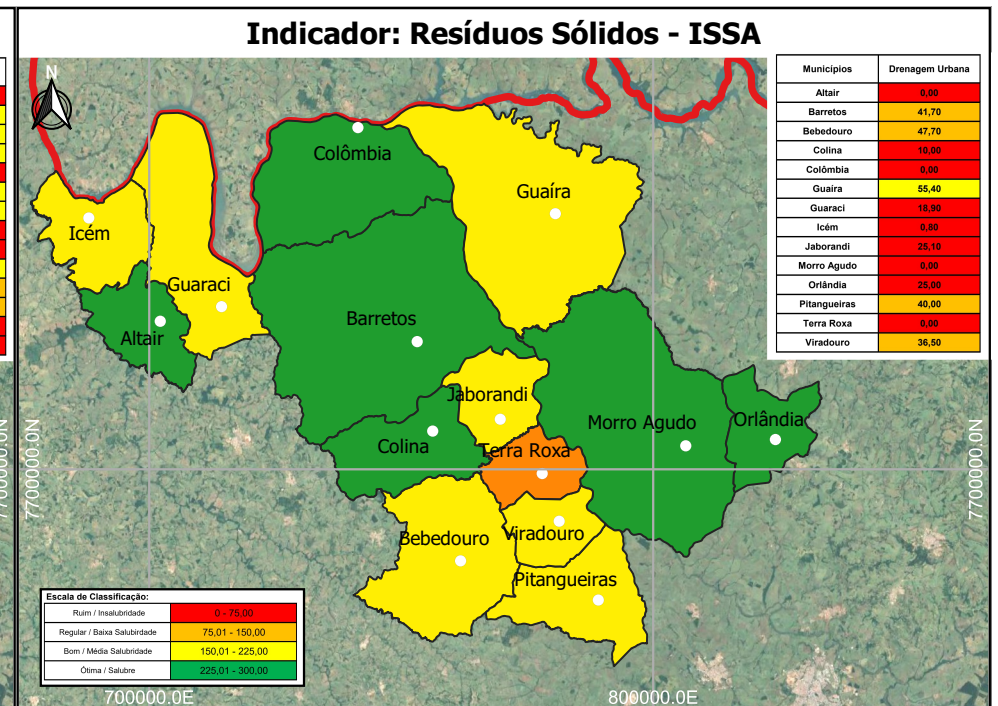 Indicador: Resíduos Sólidos - ISSA
N
Municípios Drenagem Urbana
Altair 0,00
Barretos 41,70
Bebedouro 47,70
Colina 10,00
Colômbia 0,00
Guaíra 55,40
Guaraci 18,90
Icém 0,80
Jaborandi 25,10
Morro Agudo 0,00
Orlândia 25,00
Pitangueiras 40,00
Terra Roxa 0,00
Viradouro 36,50
Colômbia
Guaíra
Icém
Guaraci
Altair
Barretos
Jaborandi
Morro Agudo
Orlândia
Colina
Terra Roxa
Bebedouro
Viradouro
Pitangueiras
7700000.0N
7700000.0N
7700000.0N
Escala de Classificação:
Ruim / Insalubridade 0 - 75,00
Regular / Baixa Salubirdade 75,01 - 150,00
Bom / Média Salubridade 150,01 - 225,00
Ótima / Salubre 225,01 - 300,00
700000.0E
800000.0E